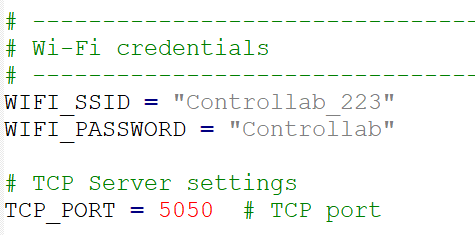 # --------------------------------
# Wi-Fi credentials
# --------------------------------
WIFI_SSID = "Controllab_223"
WIFI_PASSWORD = "Controllab"
# TCP Server settings
TCP_PORT = 5050  # TCP port